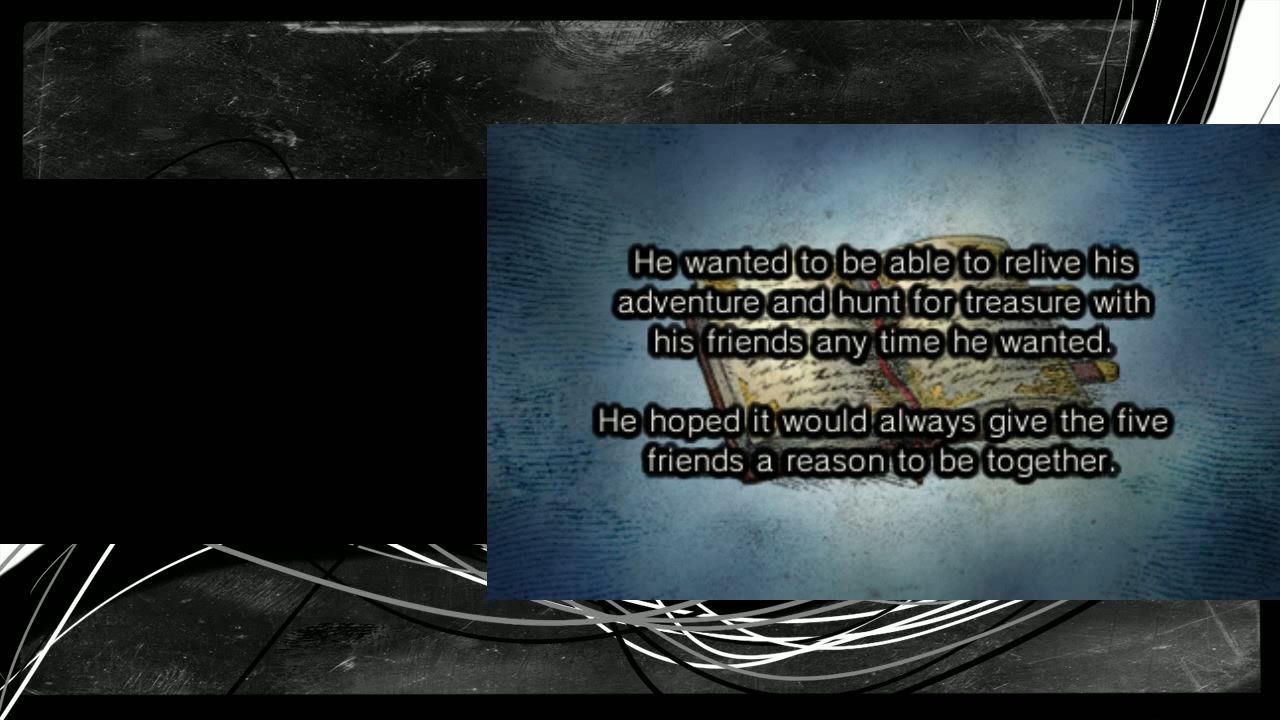 He wanted to be able to relive his
adventure and hunt for treasure with
his friends any time he wanted.
He hoped it would always give the five
friends a reason to be together.